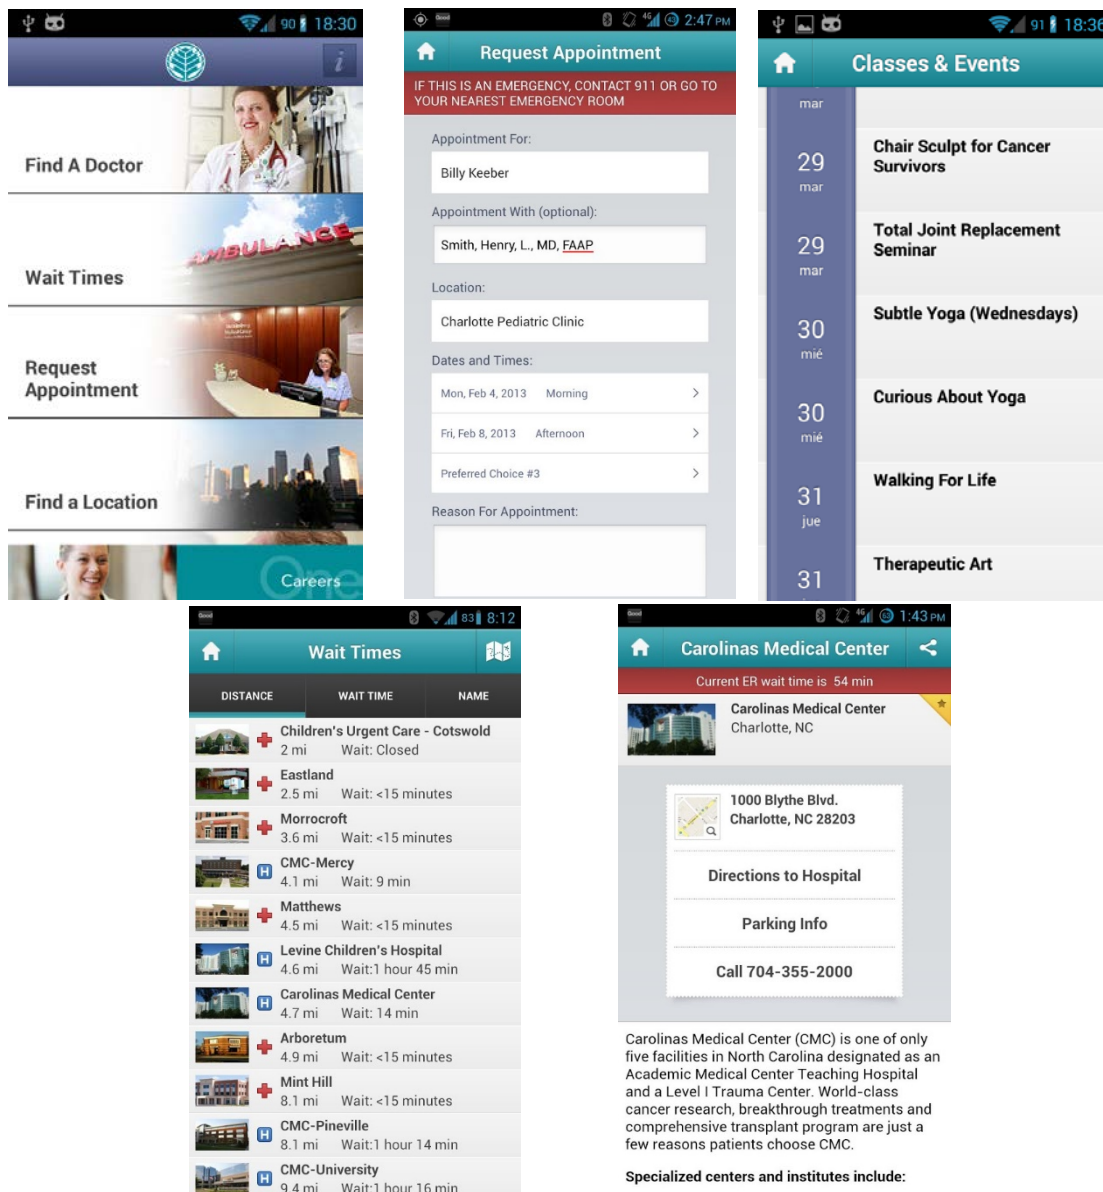 90 18:30
i
Find A Doctor
AMBULANCE
Wait Times
Request
Appointment
Find a Location
One
Careers
Good 4G 63 2:47 PM
Request Appointment
IF THIS IS AN EMERGENCY, CONTACT 911 OR GO TO
YOUR NEAREST EMERGENCY ROOM
Appointment For:
Billy Keeber
Appointment With (optional):
Smith, Henry, L., MD, FAAP
Location:
Charlotte Pediatric Clinic
Dates and Times:
Mon, Feb 4, 2013 Morning
Fri, Feb 8, 2013 Afternoon
Preferred Choice #3
Reason For Appointment:
91 18:36
Classes & Events
mar
29 Chair Sculpt for Cancer
mar Survivors
29 Total Joint Replacement
mar Seminar
30 Subtle Yoga (Wednesdays)
mié
30 Curious About Yoga
mié
31 Walking For Life
jue
31 Therapeutic Art
Good 83 8:12
Wait Times
DISTANCE WAIT TIME NAME
Children's Urgent Care - Cotswold
2 mi Wait: Closed
Eastland
2.5 mi Wait: <15 minutes
Morrocroft
3.6 mi Wait: <15 minutes
CMC-Mercy
H 4.1 mi Wait: 9 min
Matthews
4.5 mi Wait: <15 minutes
Levine Children's Hospital
H 4.6 mi Wait:1 hour 45 min
Carolinas Medical Center
H 4.7 mi Wait: 14 min
Arboretum
4.9 mi Wait: <15 minutes
Mint Hill
8.1 mi Wait: <15 minutes
CMC-Pineville
H 8.1 mi Wait:1 hour 14 min
CMC-University
H 9.4 mi Wait:1 hour 16 min
Good 4G 63 1:43 PM
Carolinas Medical Center
Current ER wait time is 54 min
Carolinas Medical Center
Charlotte, NC
1000 Blythe Blvd.
Charlotte, NC 28203
Directions to Hospital
Parking Info
Call 704-355-2000
Carolinas Medical Center (CMC) is one of only
five facilities in North Carolina designated as an
Academic Medical Center Teaching Hospital
and a Level I Trauma Center. World-class
cancer research, breakthrough treatments and
comprehensive transplant program are just a
few reasons patients choose CMC.
Specialized centers and institutes include: